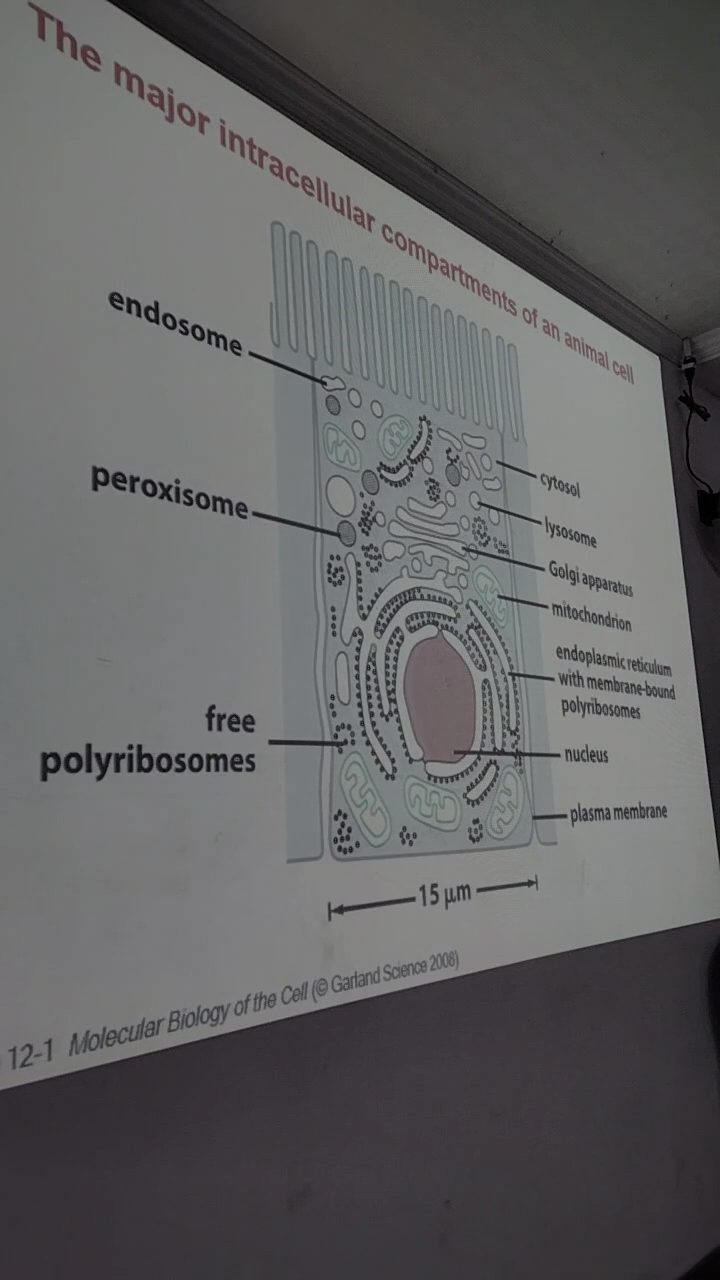 The major intracellular compartments of an animal cell
endosome
peroxisome
free
polyribosomes
cytosol
lysosome
Golgi apparatus
mitochondrion
endoplasmic reticulum
with membrane-bound
polyribosomes
nucleus
plasma membrane
15 µm
12-1 Molecular Biology of the Cell (© Garland Science 2008)